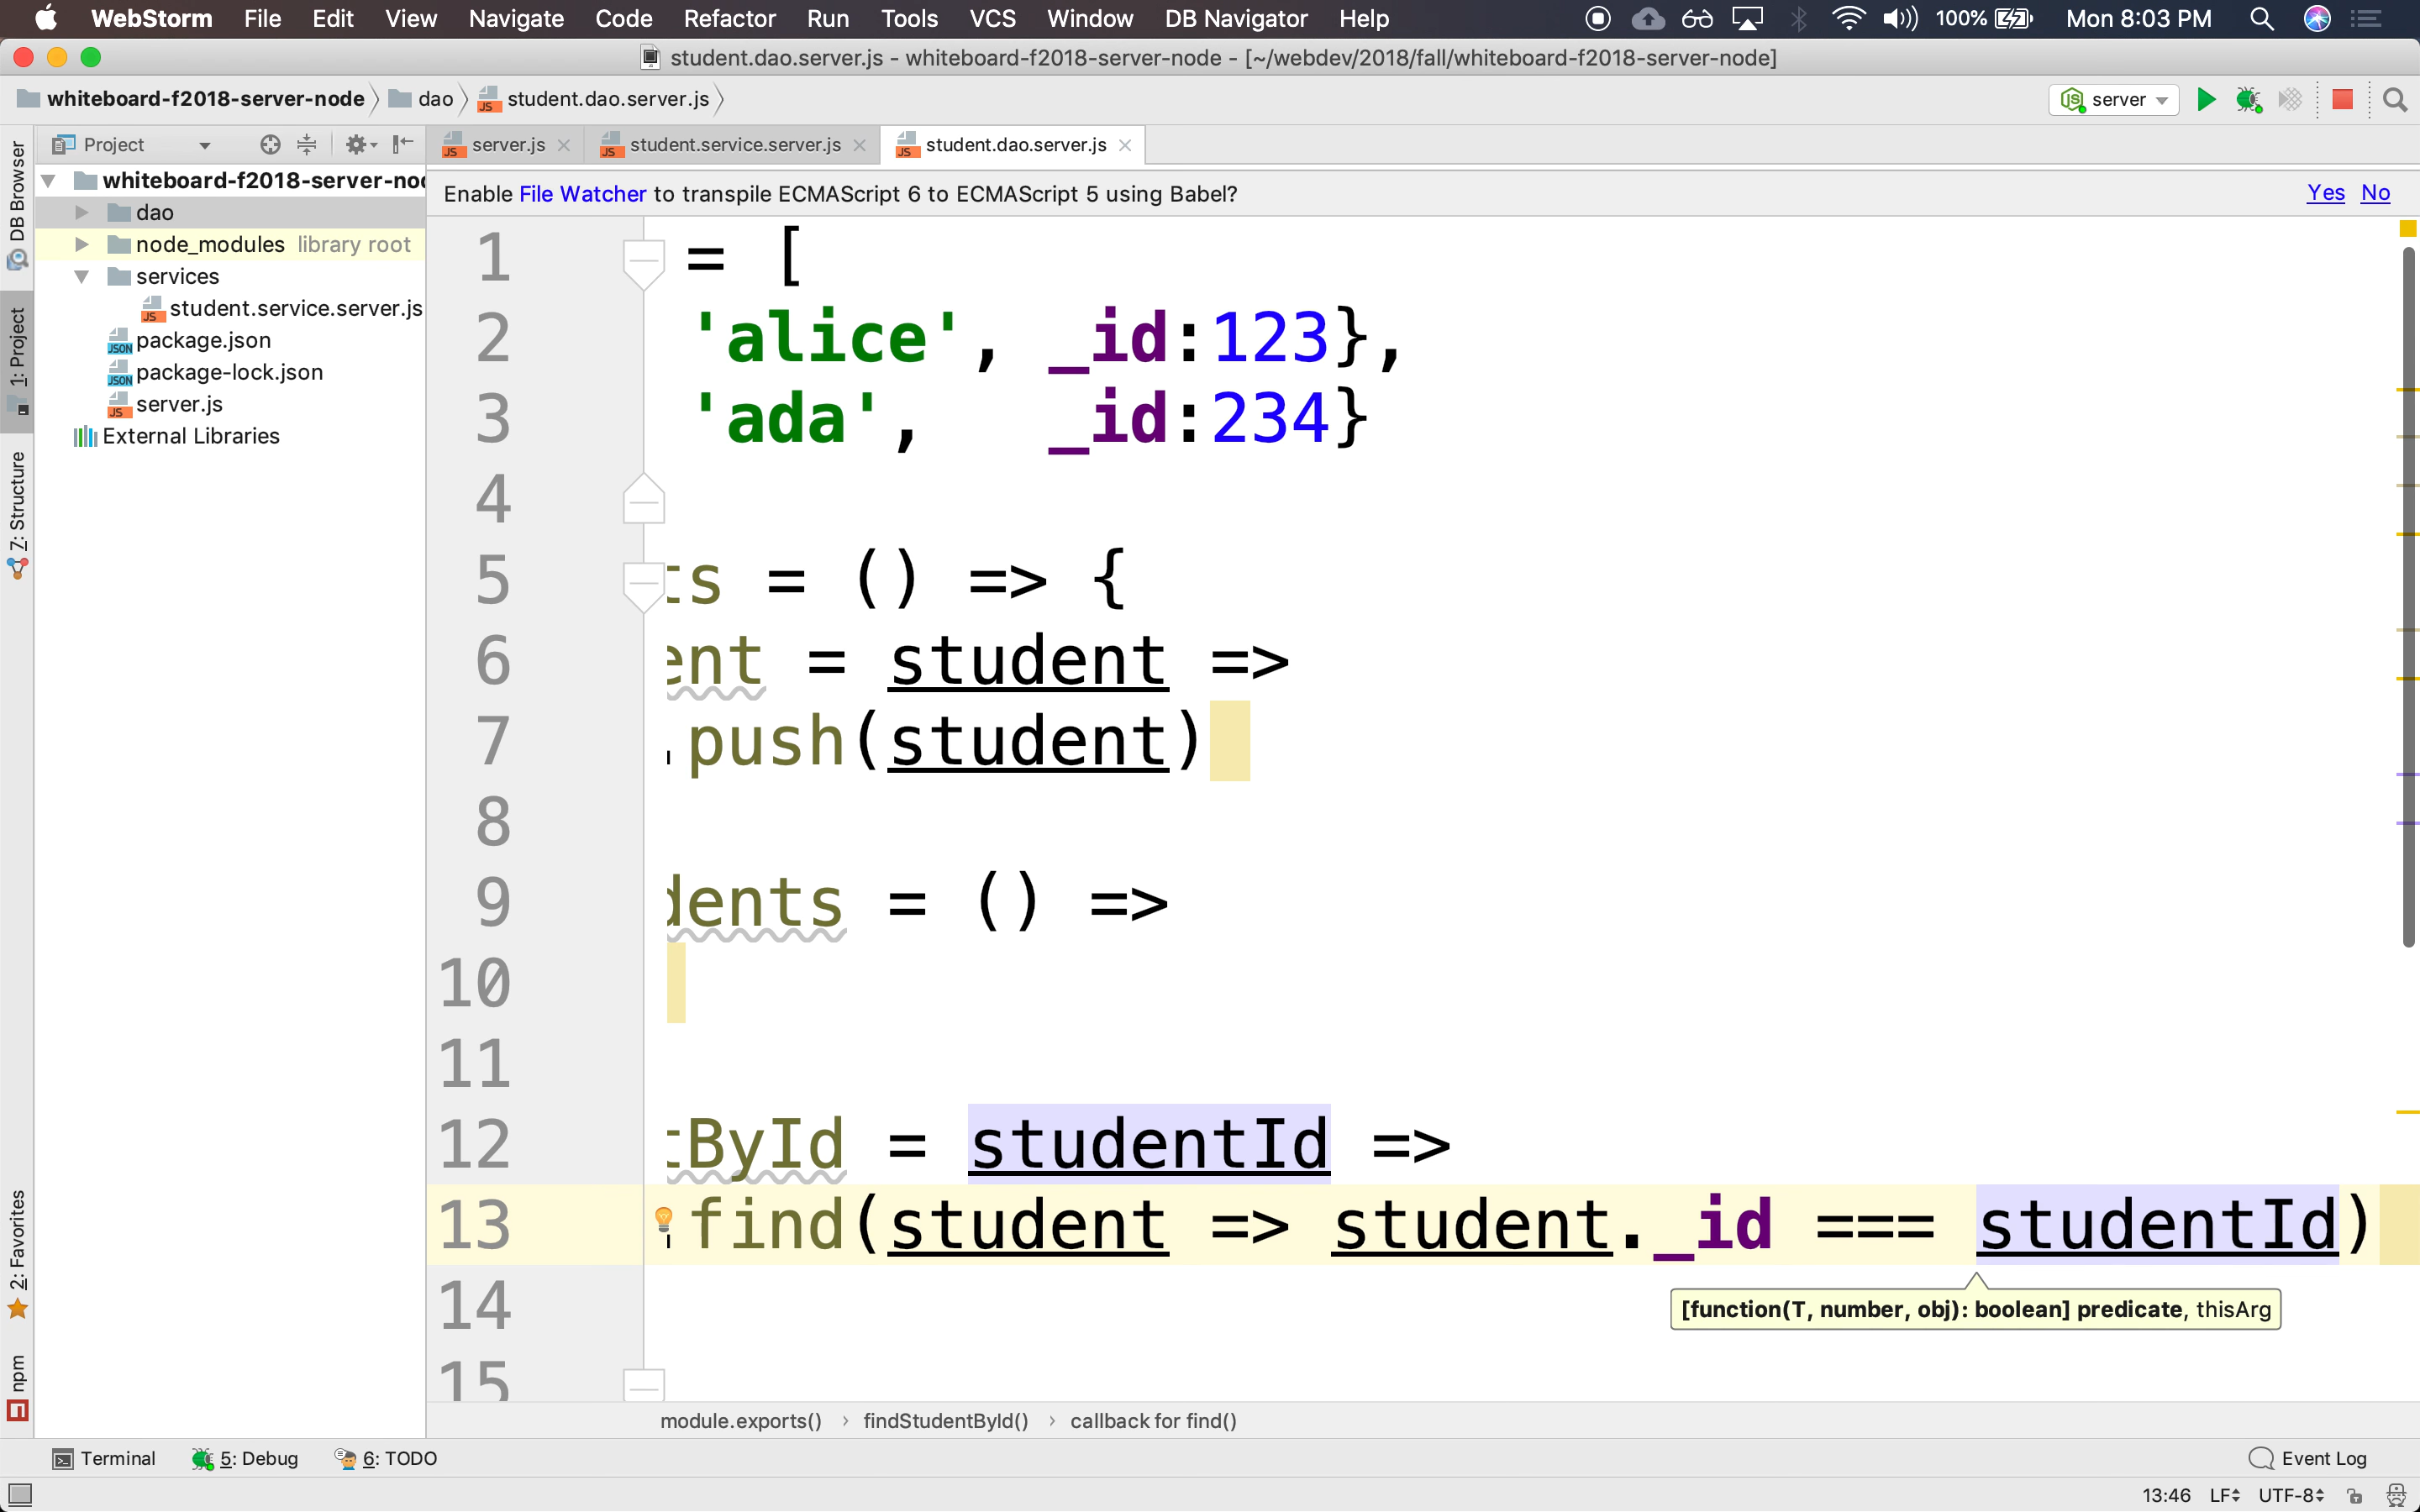 WebStorm File Edit View Navigate Code Refactor Run Tools VCS Window DB Navigator Help 100% Mon 8:03 PM
student.dao.server.js - whiteboard-f2018-server-node - [~/webdev/2018/fall/whiteboard-f2018-server-node]
whiteboard-f2018-server-node dao student.dao.server.js server
Project server.js student.service.server.js student.dao.server.js
Enable File Watcher to transpile ECMAScript 6 to ECMAScript 5 using Babel? Yes No
DB Browser
1: Project
7: Structure
2: Favorites
npm
whiteboard-f2018-server-no
dao
node_modules library root
services
student.service.server.js
package.json
package-lock.json
server.js
External Libraries
1 = [
2 'alice', _id:123},
3 'ada', _id:234}
4
5 ts = () => {
6 ent = student =>
7 .push(student)
8
9 dents = () =>
10
11
12 tById = studentId =>
13 .find(student => student._id === studentId)
[function(T, number, obj): boolean] predicate, thisArg
14
15
module.exports() › findStudentById() › callback for find()
Terminal 5: Debug 6: TODO Event Log
13:46 LF UTF-8